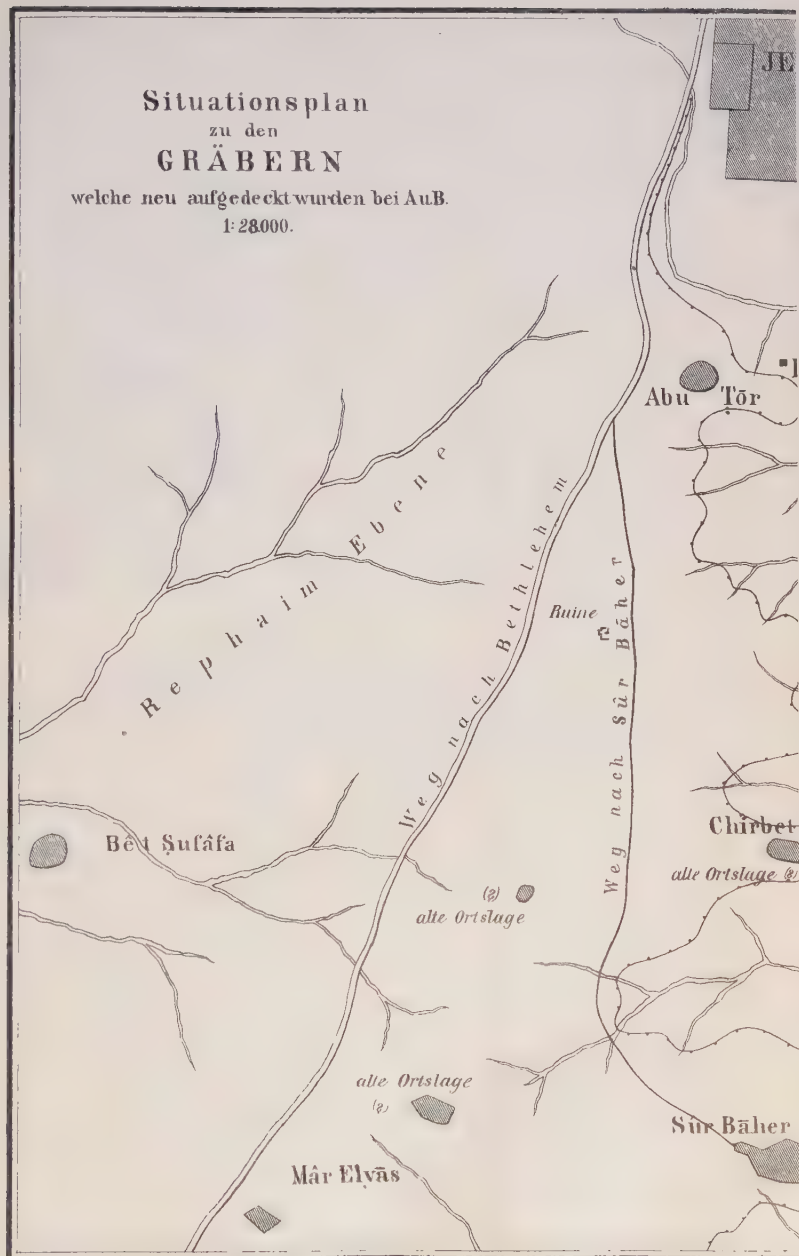 Situationsplan
zu den
GRÄBERN
welche neu aufgedeckt wurden bei A u. B.
1:28000.
JE
Abu Tōr
Rephaim Ebene
Weg nach Bethlehem
Ruine
Weg nach Sûr Bāher
Bêt Ṣufâfa
Chirbet
alte Ortslage (?)
(?)
alte Ortslage
alte Ortslage
(?)
Sûr Bāher
Mâr Elyās